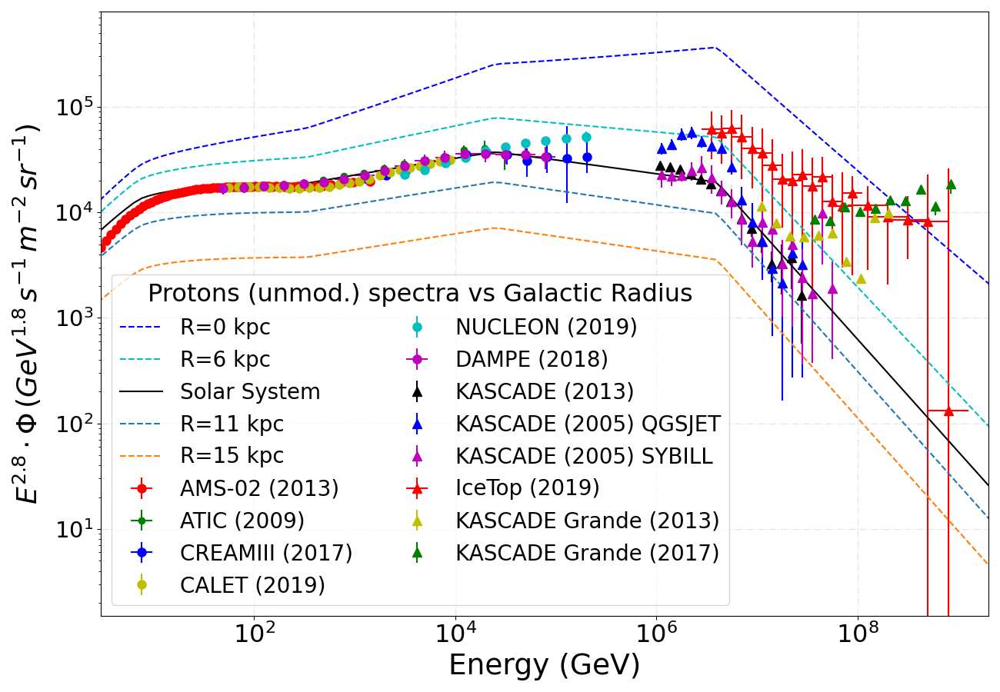 10^5
10^4
10^3
10^2
10^1
E^2.8 · Φ (GeV^1.8 s^−1 m^−2 sr^−1)
Protons (unmod.) spectra vs Galactic Radius
R=0 kpc
R=6 kpc
Solar System
R=11 kpc
R=15 kpc
AMS-02 (2013)
ATIC (2009)
CREAMIII (2017)
CALET (2019)
NUCLEON (2019)
DAMPE (2018)
KASCADE (2013)
KASCADE (2005) QGSJET
KASCADE (2005) SYBILL
IceTop (2019)
KASCADE Grande (2013)
KASCADE Grande (2017)
10^2 10^4 10^6 10^8
Energy (GeV)